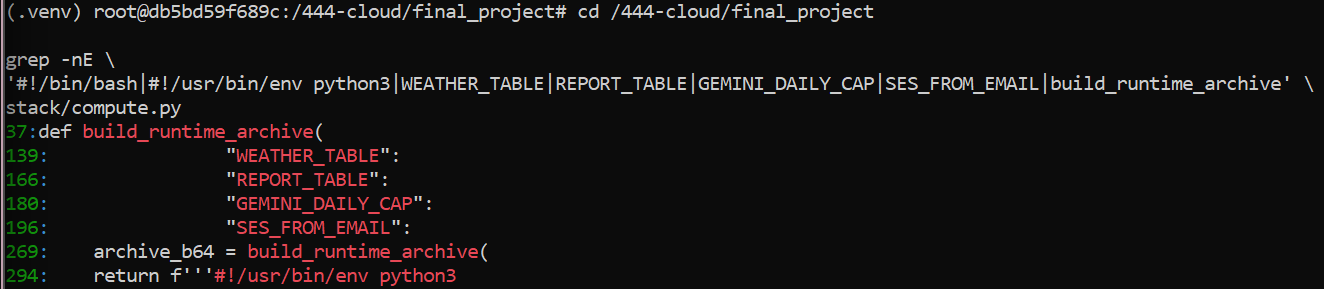 (.venv) root@db5bd59f689c:/444-cloud/final_project# cd /444-cloud/final_project
grep -nE \
'#!/bin/bash|#!/usr/bin/env python3|WEATHER_TABLE|REPORT_TABLE|GEMINI_DAILY_CAP|SES_FROM_EMAIL|build_runtime_archive' \
stack/compute.py
37:def build_runtime_archive(
139:               "WEATHER_TABLE":
166:               "REPORT_TABLE":
180:               "GEMINI_DAILY_CAP":
196:               "SES_FROM_EMAIL":
269:    archive_b64 = build_runtime_archive(
294:    return f'''#!/usr/bin/env python3